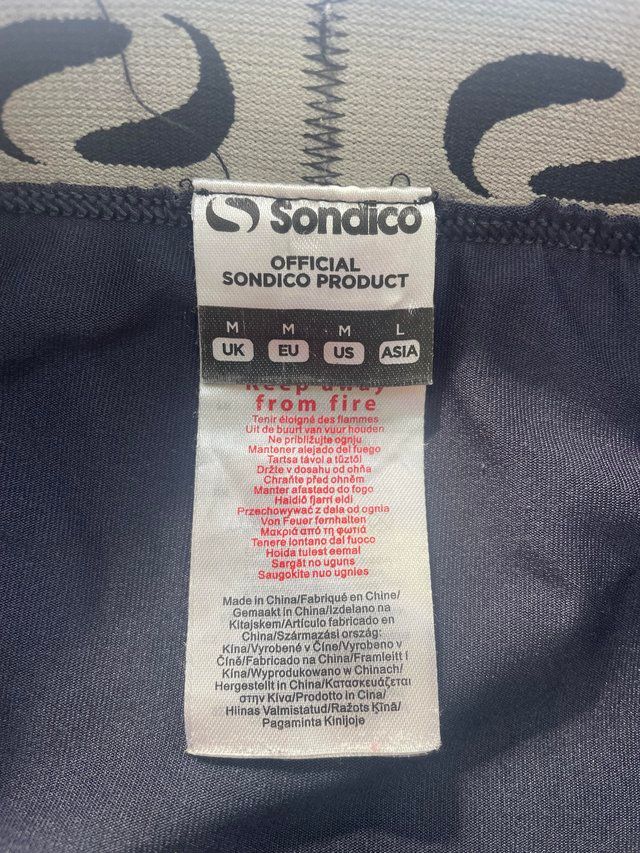 Sondico
OFFICIAL
SONDICO PRODUCT
M M M L
UK EU US ASIA
Keep away
from fire
Tenir éloigné des flammes
Uit de buurt van vuur houden
Ne približujte ognju
Mantener alejado del fuego
Tartsa távol a tűztől
Držte v dosahu od ohňa
Chraňte před ohněm
Manter afastado do fogo
Haldið fjarri eldi
Przechowywać z dala od ognia
Von Feuer fernhalten
Μακριά από τη φωτιά
Tenere lontano dal fuoco
Hoida tulest eemal
Sargāt no uguns
Saugokite nuo ugnies
Made in China/Fabriqué en Chine/
Gemaakt in China/Izdelano na
Kitajskem/Artículo fabricado en
China/Származási ország:
Kína/Vyrobené v Číne/Vyrobeno v
Číně/Fabricado na China/Framleitt í
Kína/Wyprodukowano w Chinach/
Hergestellt in China/Κατασκευάζεται
στην Κίνα/Prodotto in Cina/
Hiinas Valmistatud/Ražots Ķīnā/
Pagaminta Kinijoje